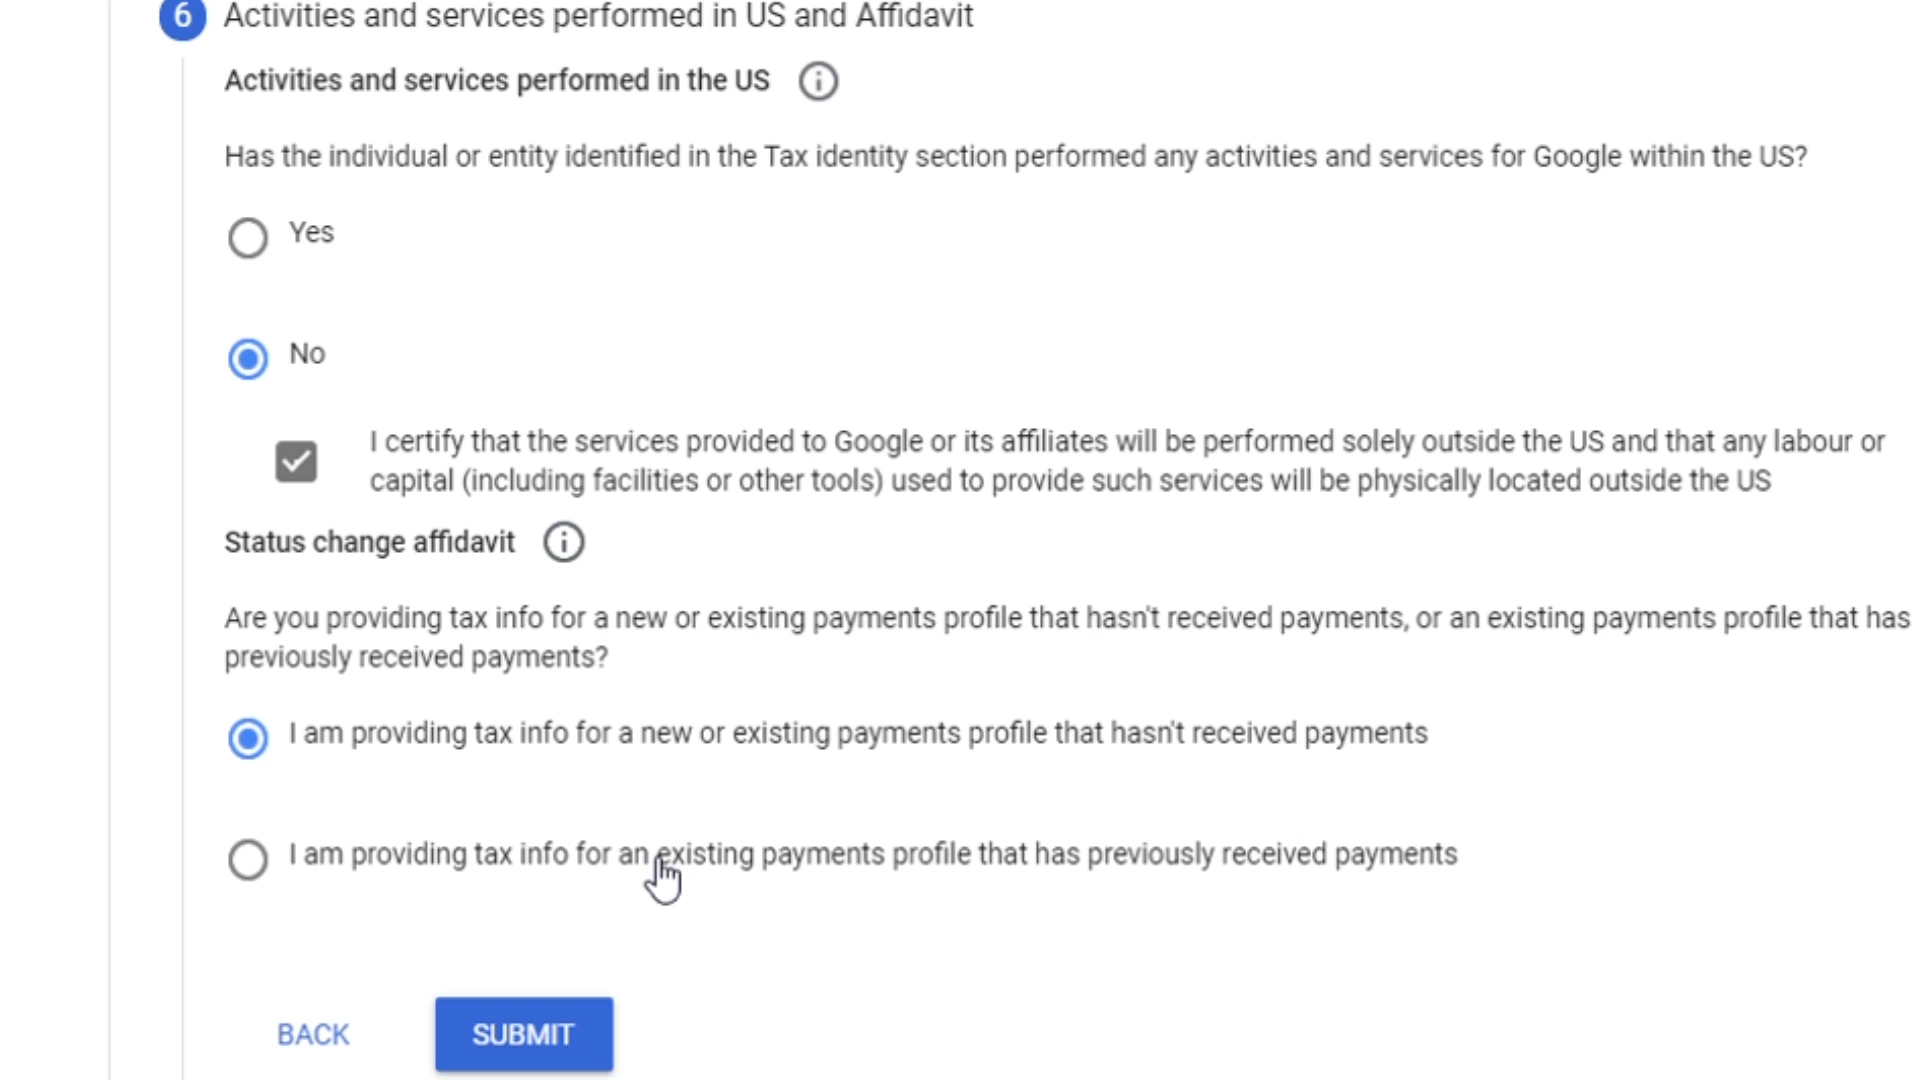 6 Activities and services performed in US and Affidavit
Activities and services performed in the US
Has the individual or entity identified in the Tax identity section performed any activities and services for Google within the US?
Yes
No
I certify that the services provided to Google or its affiliates will be performed solely outside the US and that any labour or
capital (including facilities or other tools) used to provide such services will be physically located outside the US
Status change affidavit
Are you providing tax info for a new or existing payments profile that hasn't received payments, or an existing payments profile that has
previously received payments?
I am providing tax info for a new or existing payments profile that hasn't received payments
I am providing tax info for an existing payments profile that has previously received payments
BACK SUBMIT